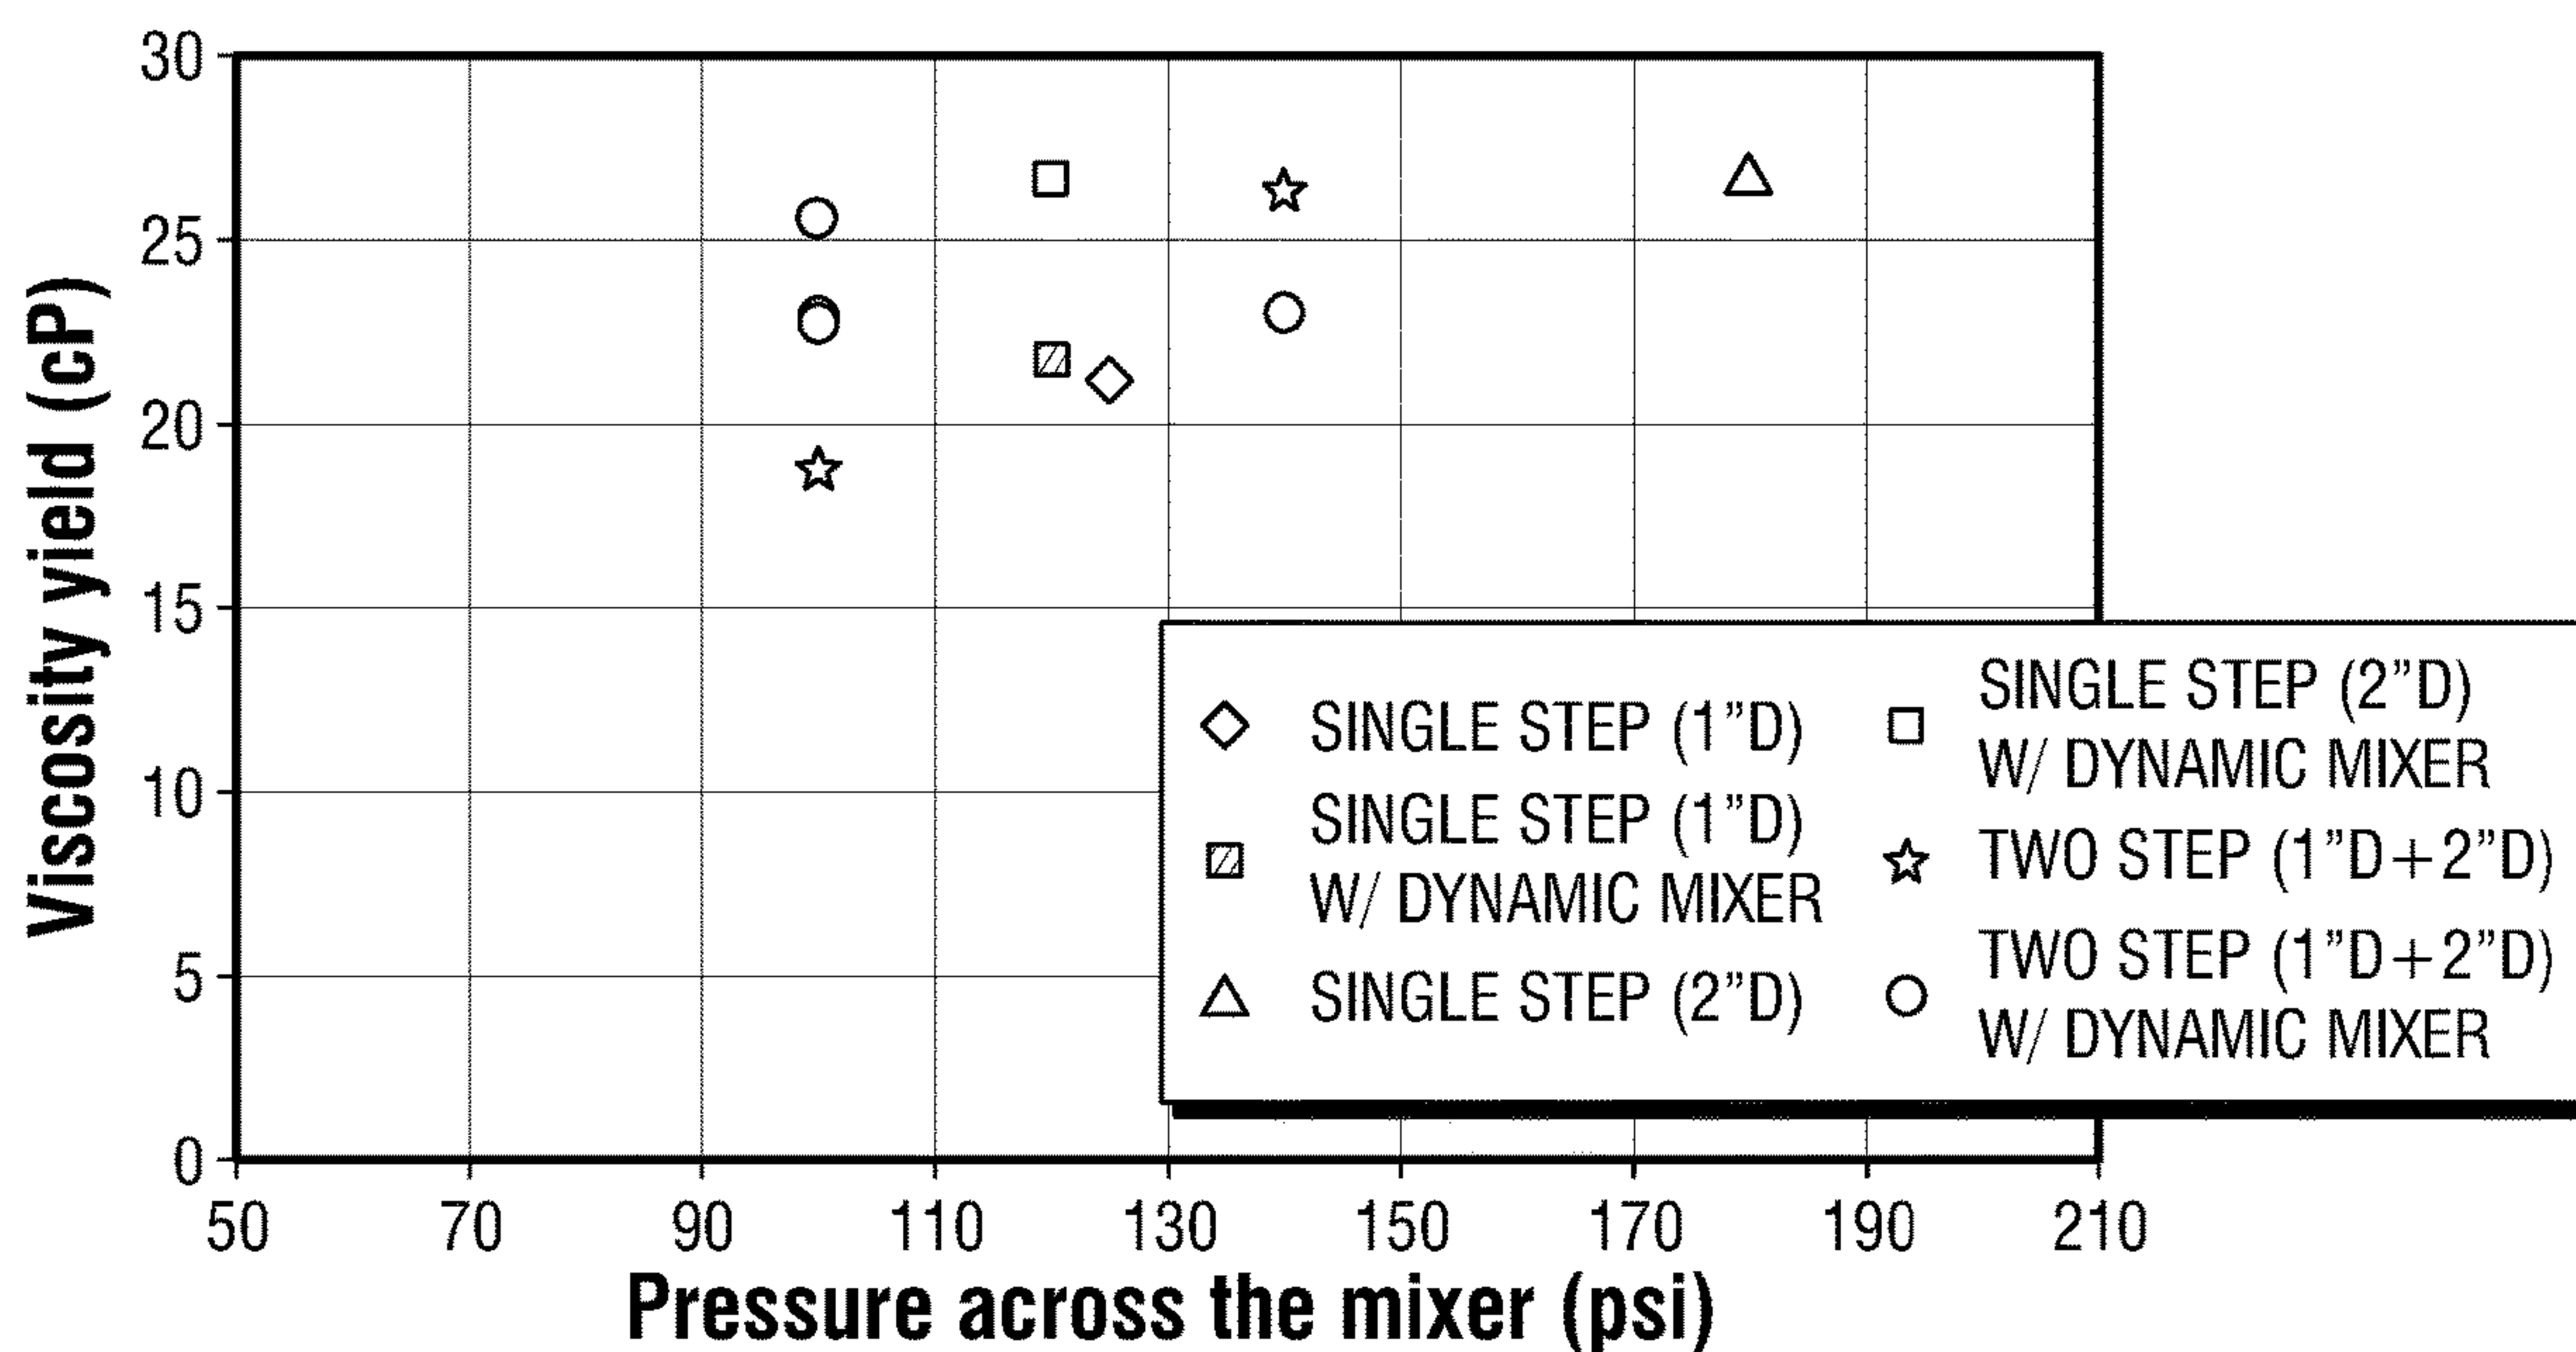 Viscosity yield (cP)
30
25
20
15
10
5
0
50 70 90 110 130 150 170 190 210
Pressure across the mixer (psi)
SINGLE STEP (1”D)
SINGLE STEP (1”D)
W/ DYNAMIC MIXER
SINGLE STEP (2”D)
SINGLE STEP (2”D)
W/ DYNAMIC MIXER
TWO STEP (1”D+2”D)
TWO STEP (1”D+2”D)
W/ DYNAMIC MIXER